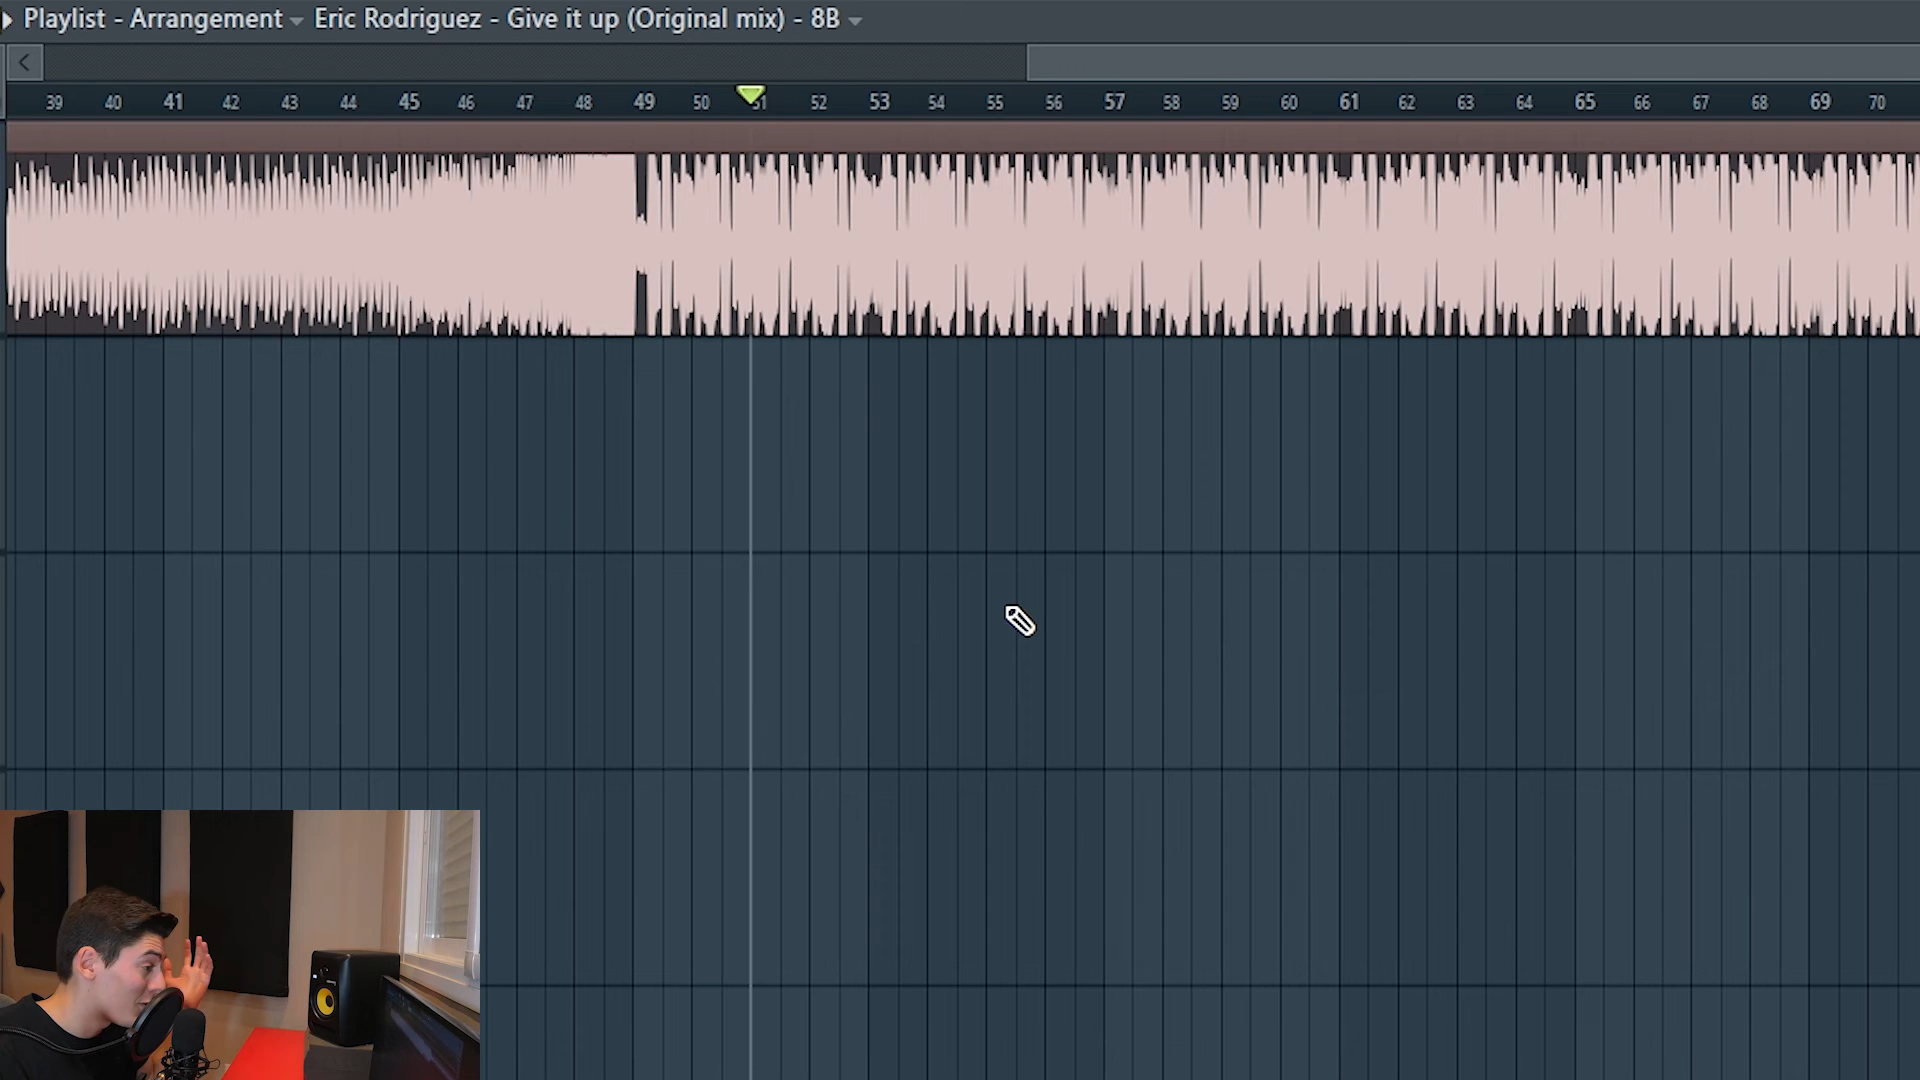 Playlist - Arrangement Eric Rodriguez - Give it up (Original mix) - 8B
39 40 41 42 43 44 45 46 47 48 49 50 51 52 53 54 55 56 57 58 59 60 61 62 63 64 65 66 67 68 69 70